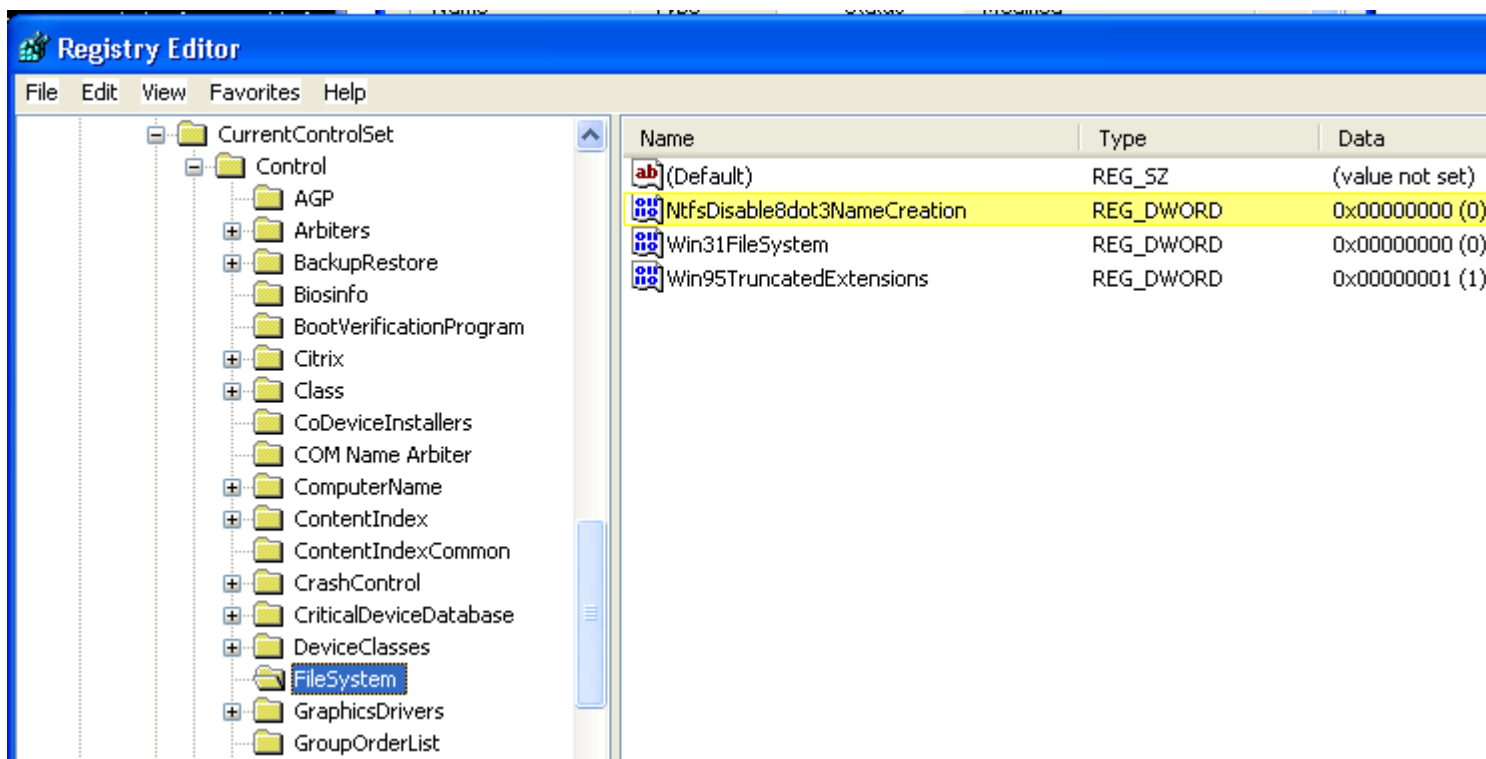 Registry Editor
File Edit View Favorites Help
CurrentControlSet
Control
AGP
Arbiters
BackupRestore
Biosinfo
BootVerificationProgram
Citrix
Class
CoDeviceInstallers
COM Name Arbiter
ComputerName
ContentIndex
ContentIndexCommon
CrashControl
CriticalDeviceDatabase
DeviceClasses
FileSystem
GraphicsDrivers
GroupOrderList
Name Type Data
(Default) REG_SZ (value not set)
NtfsDisable8dot3NameCreation REG_DWORD 0x00000000 (0)
Win31FileSystem REG_DWORD 0x00000000 (0)
Win95TruncatedExtensions REG_DWORD 0x00000001 (1)